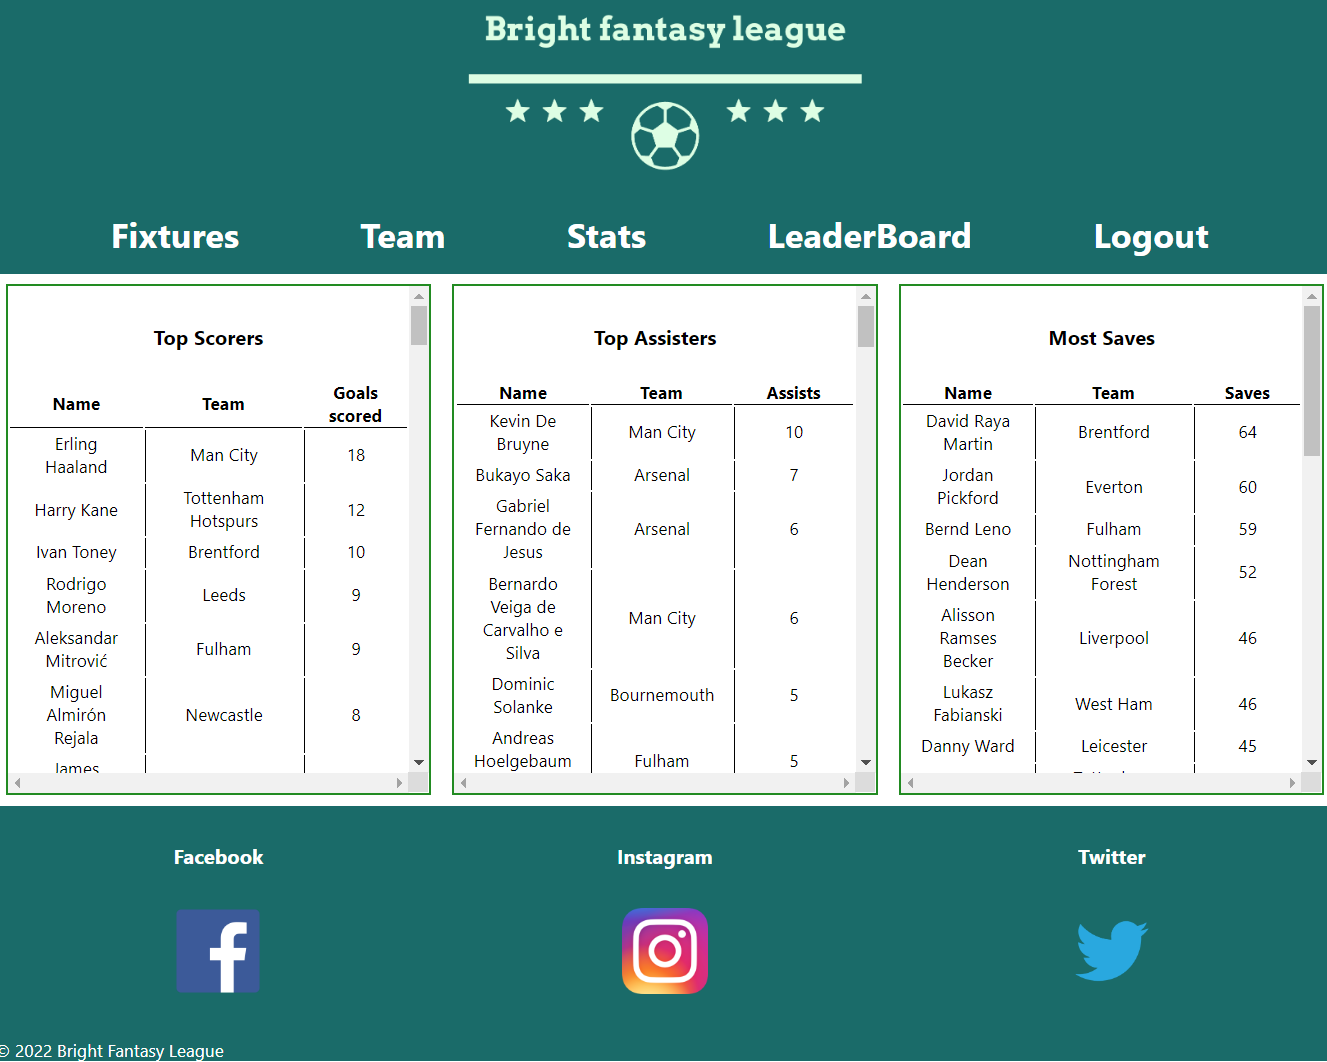 Bright fantasy league
Fixtures Team Stats LeaderBoard Logout
Top Scorers
Name Team Goals scored
Erling Haaland Man City 18
Harry Kane Tottenham Hotspurs 12
Ivan Toney Brentford 10
Rodrigo Moreno Leeds 9
Aleksandar Mitrović Fulham 9
Miguel Almirón Rejala Newcastle 8
James
Top Assisters
Name Team Assists
Kevin De Bruyne Man City 10
Bukayo Saka Arsenal 7
Gabriel Fernando de Jesus Arsenal 6
Bernardo Veiga de Carvalho e Silva Man City 6
Dominic Solanke Bournemouth 5
Andreas Hoelgebaum Fulham 5
Most Saves
Name Team Saves
David Raya Martin Brentford 64
Jordan Pickford Everton 60
Bernd Leno Fulham 59
Dean Henderson Nottingham Forest 52
Alisson Ramses Becker Liverpool 46
Lukasz Fabianski West Ham 46
Danny Ward Leicester 45
Facebook Instagram Twitter
© 2022 Bright Fantasy League